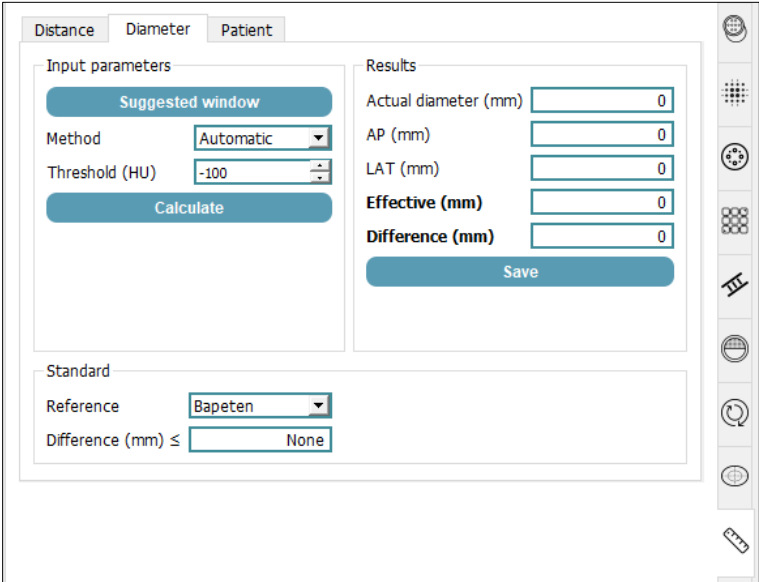 Distance Diameter Patient
Input parameters
Suggested window
Method Automatic
Threshold (HU) -100
Calculate
Results
Actual diameter (mm) 0
AP (mm) 0
LAT (mm) 0
Effective (mm) 0
Difference (mm) 0
Save
Standard
Reference Bapeten
Difference (mm) ≤ None